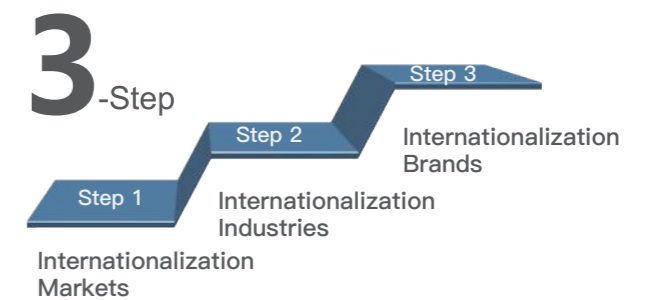 3-Step
Step 1
Internationalization
Markets
Step 2
Internationalization
Industries
Step 3
Internationalization
Brands